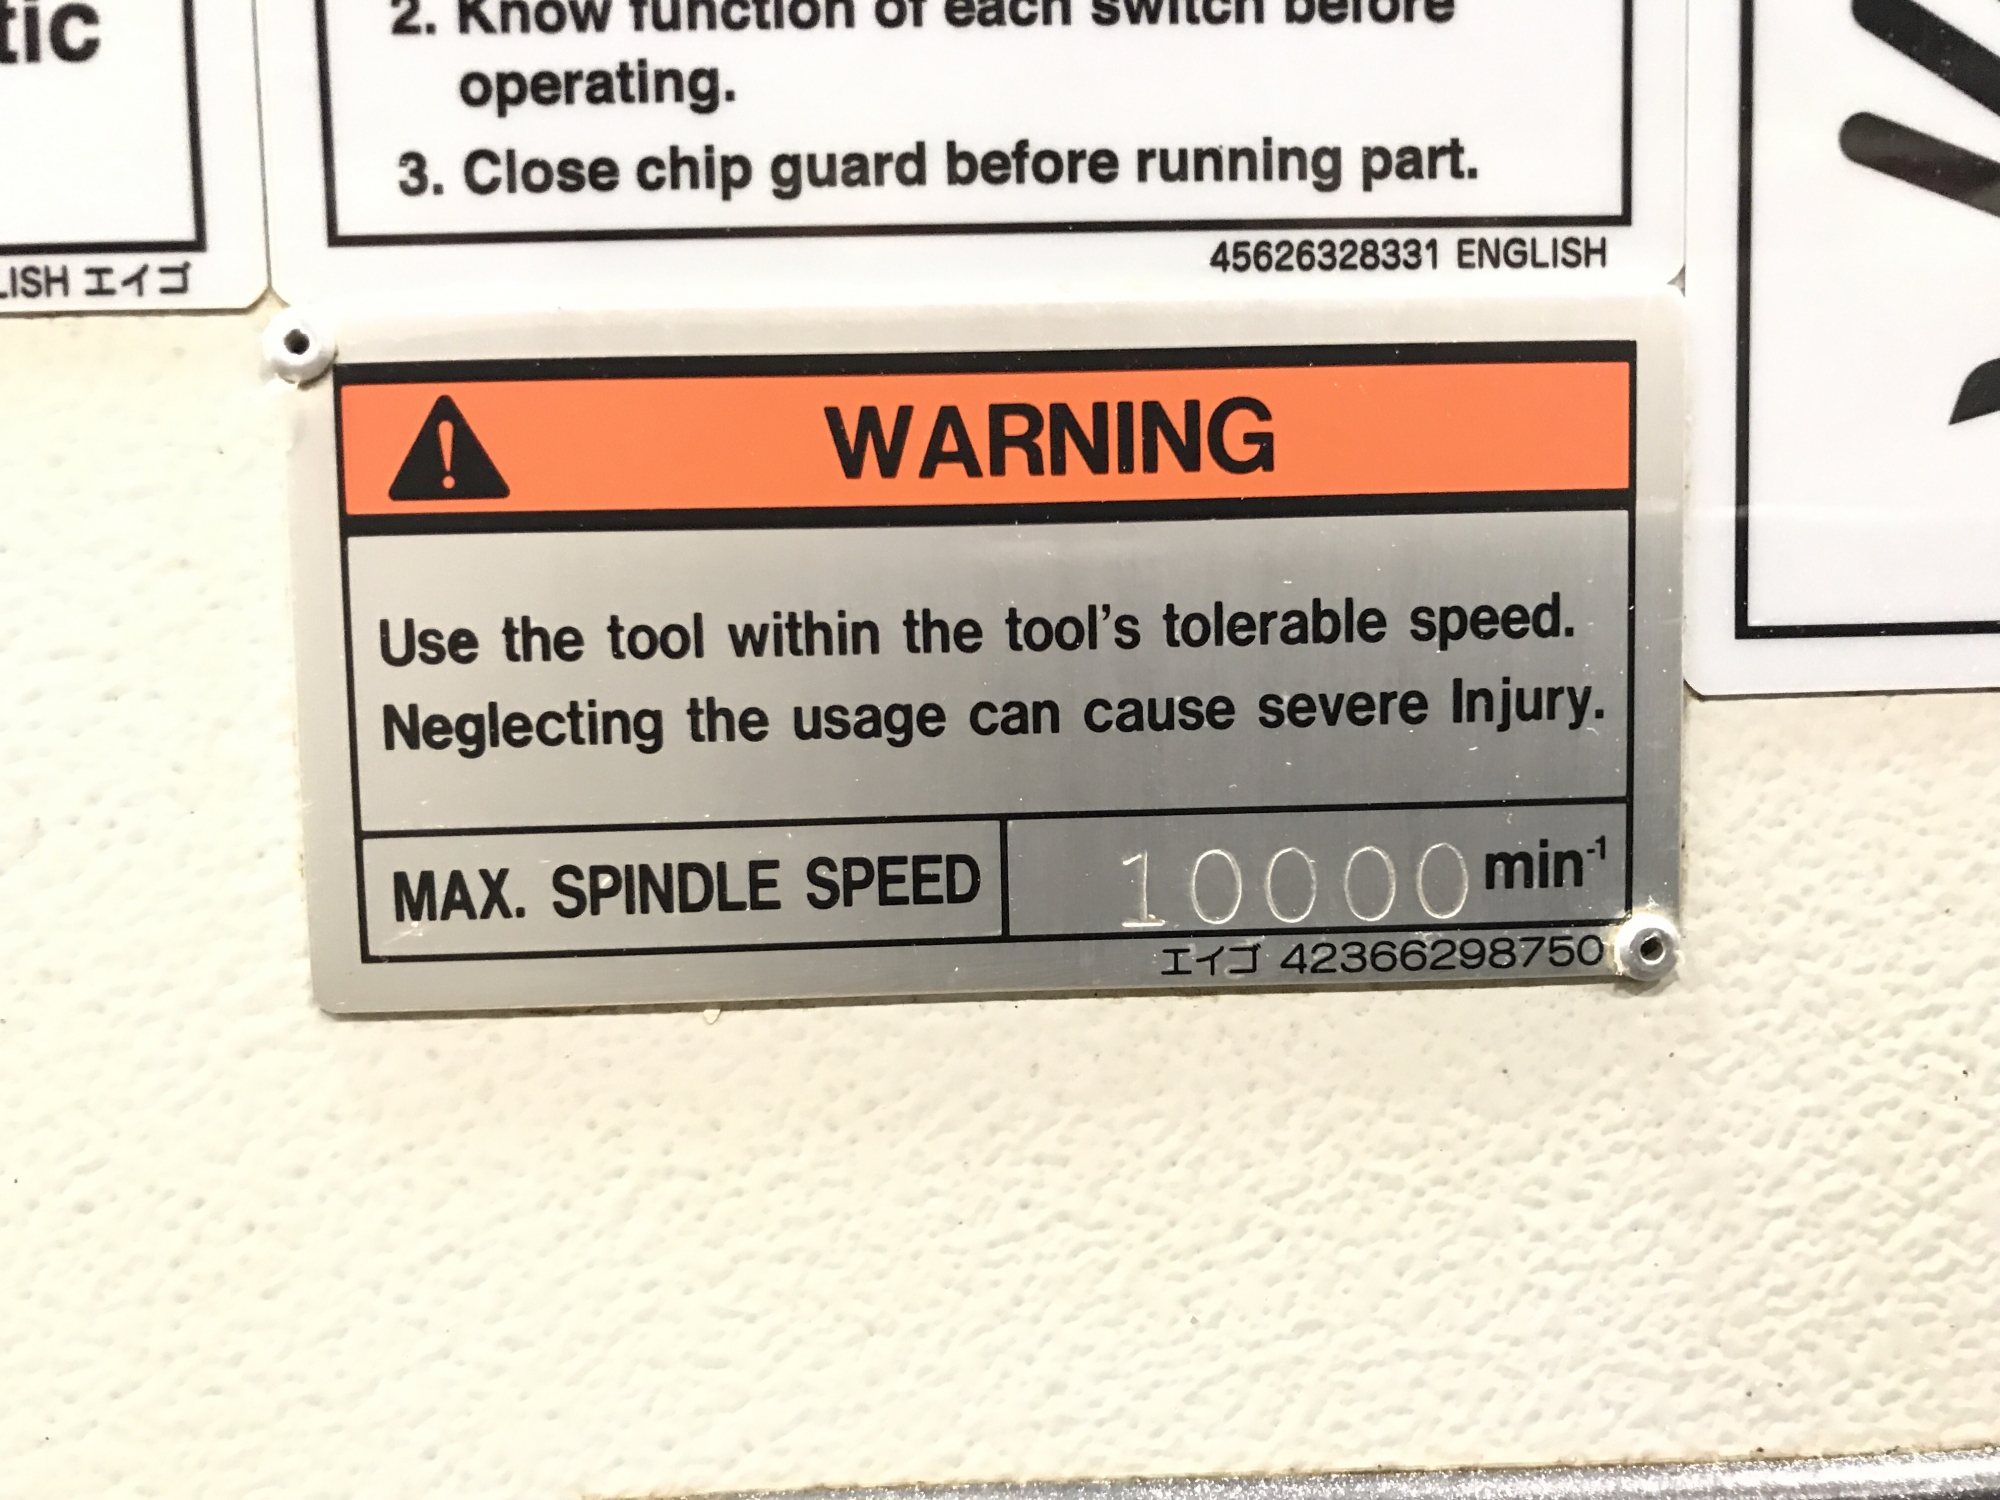 tic
LISH エイゴ
2. Know function of each switch before
operating.
3. Close chip guard before running part.
45626328331 ENGLISH
WARNING
Use the tool within the tool's tolerable speed.
Neglecting the usage can cause severe Injury.
MAX. SPINDLE SPEED 10000 min⁻¹
エイゴ 42366298750